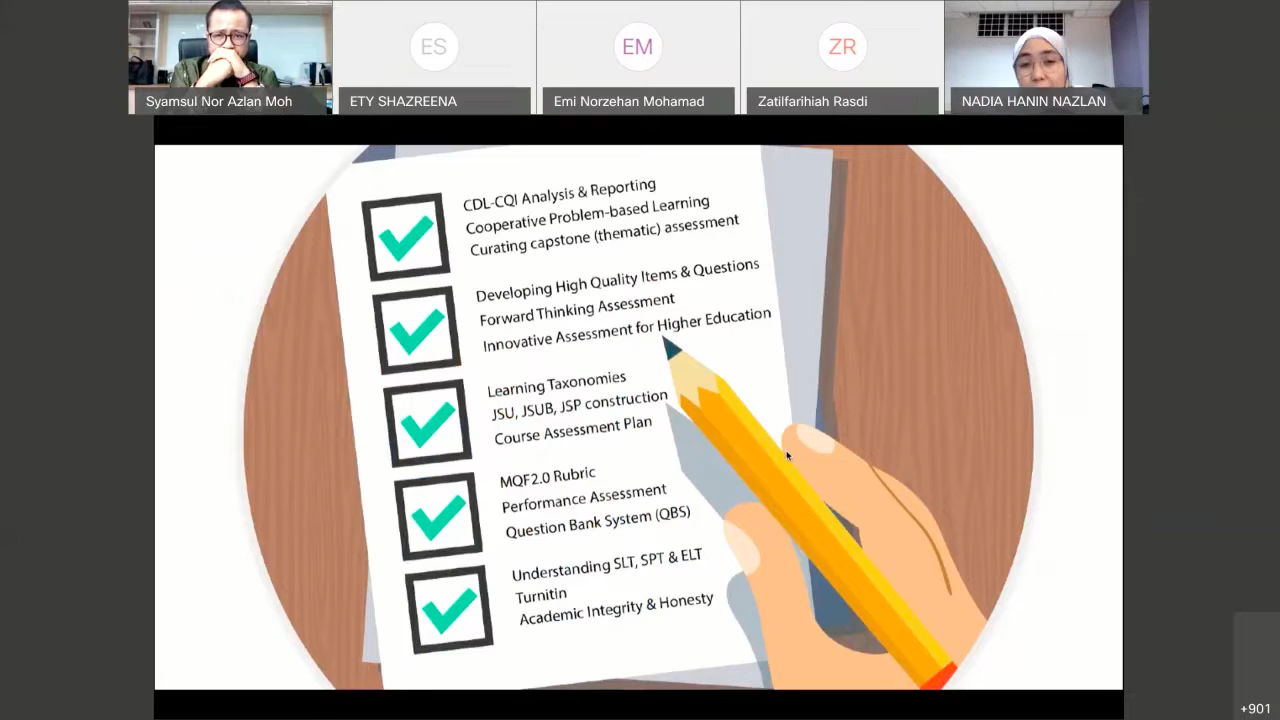 ES
EM
ZR
Syamsul Nor Azlan Moh
ETY SHAZREENA
Emi Norzehan Mohamad
Zatilfarihiah Rasdi
NADIA HANIN NAZLAN
CDL-CQI Analysis & Reporting
Cooperative Problem-based Learning
Curating capstone (thematic) assessment
Developing High Quality Items & Questions
Forward Thinking Assessment
Innovative Assessment for Higher Education
Learning Taxonomies
JSU, JSUB, JSP construction
Course Assessment Plan
MQF2.0 Rubric
Performance Assessment
Question Bank System (QBS)
Understanding SLT, SPT & ELT
Turnitin
Academic Integrity & Honesty
+901